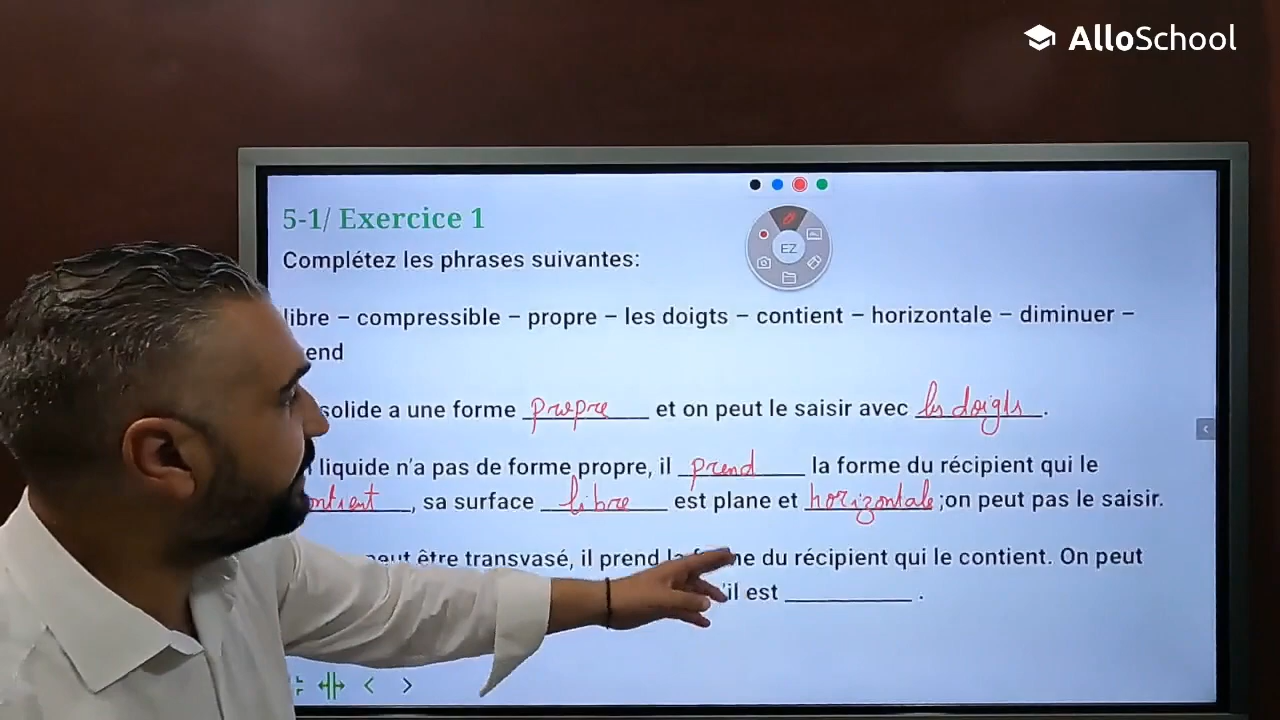 AlloSchool
5-1/ Exercice 1
EZ
Complétez les phrases suivantes:
libre – compressible – propre – les doigts – contient – horizontale – diminuer –
end
solide a une forme propre et on peut le saisir avec les doigts.
liquide n'a pas de forme propre, il prend la forme du récipient qui le
ontient, sa surface libre est plane et horizontale ;on peut pas le saisir.
peut être transvasé, il prend la forme du récipient qui le contient. On peut
'il est ____________ .